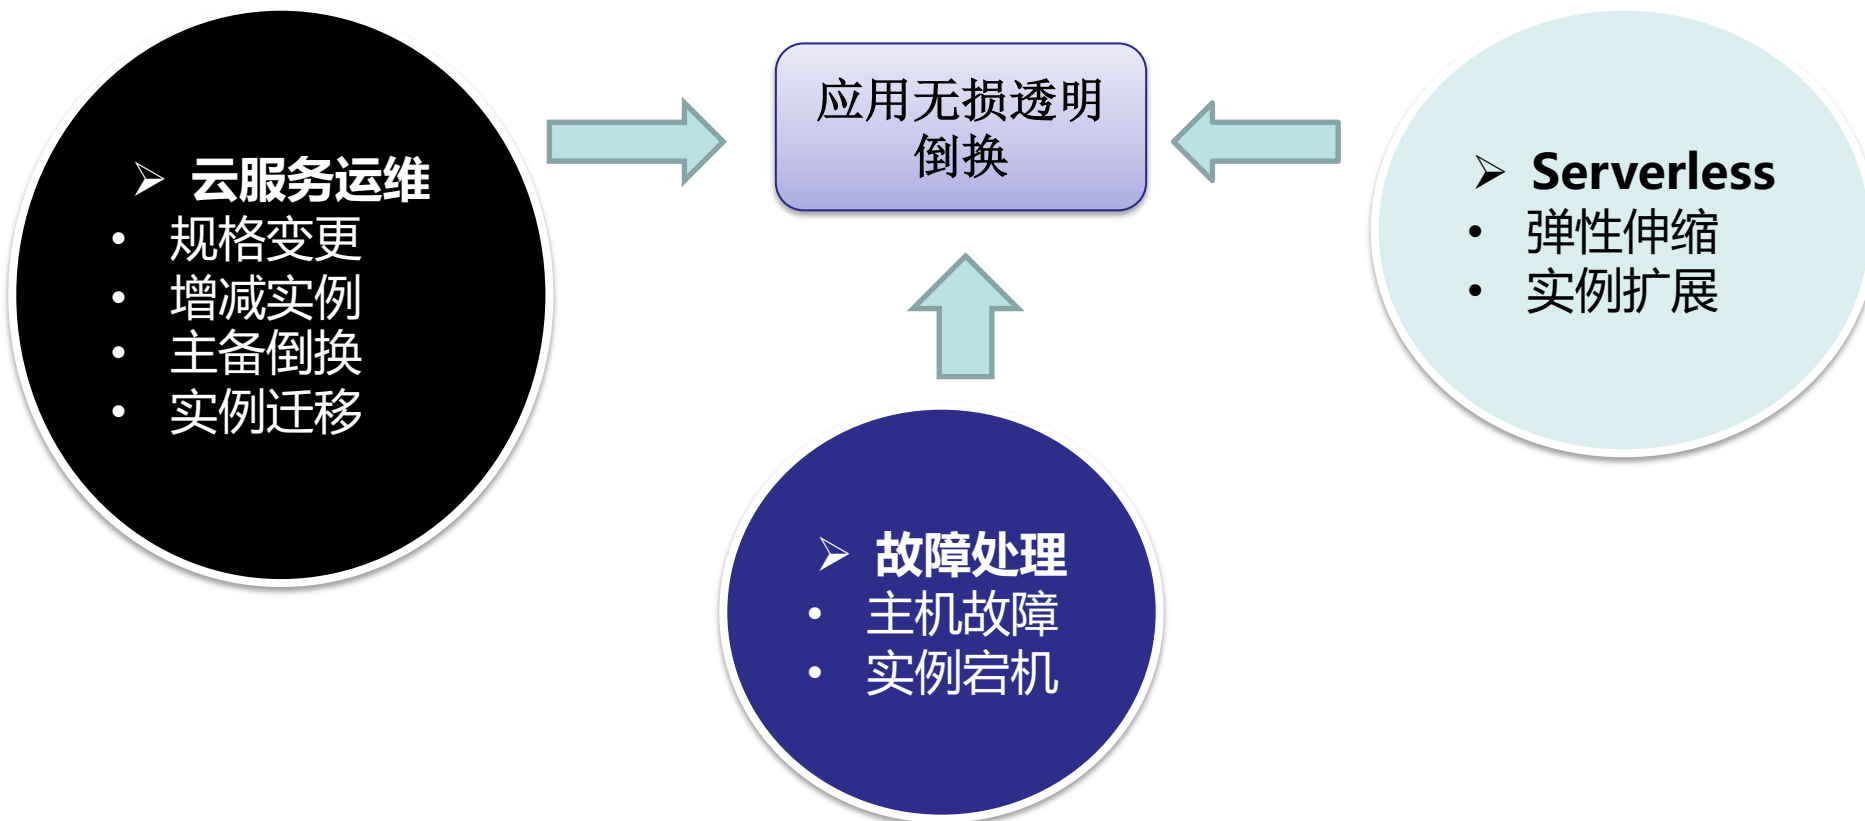 应用无损透明
倒换
➢ 云服务运维
• 规格变更
• 增减实例
• 主备倒换
• 实例迁移
➢ Serverless
• 弹性伸缩
• 实例扩展
➢ 故障处理
• 主机故障
• 实例宕机